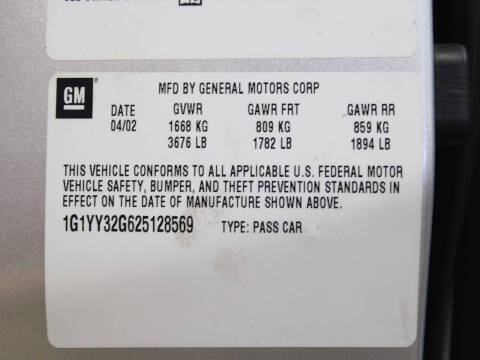 GM
MFD BY GENERAL MOTORS CORP
DATE GVWR GAWR FRT GAWR RR
04/02 1668 KG 809 KG 859 KG
3676 LB 1782 LB 1894 LB
THIS VEHICLE CONFORMS TO ALL APPLICABLE U.S. FEDERAL MOTOR
VEHICLE SAFETY, BUMPER, AND THEFT PREVENTION STANDARDS IN
EFFECT ON THE DATE OF MANUFACTURE SHOWN ABOVE.
1G1YY32G625128569 TYPE: PASS CAR